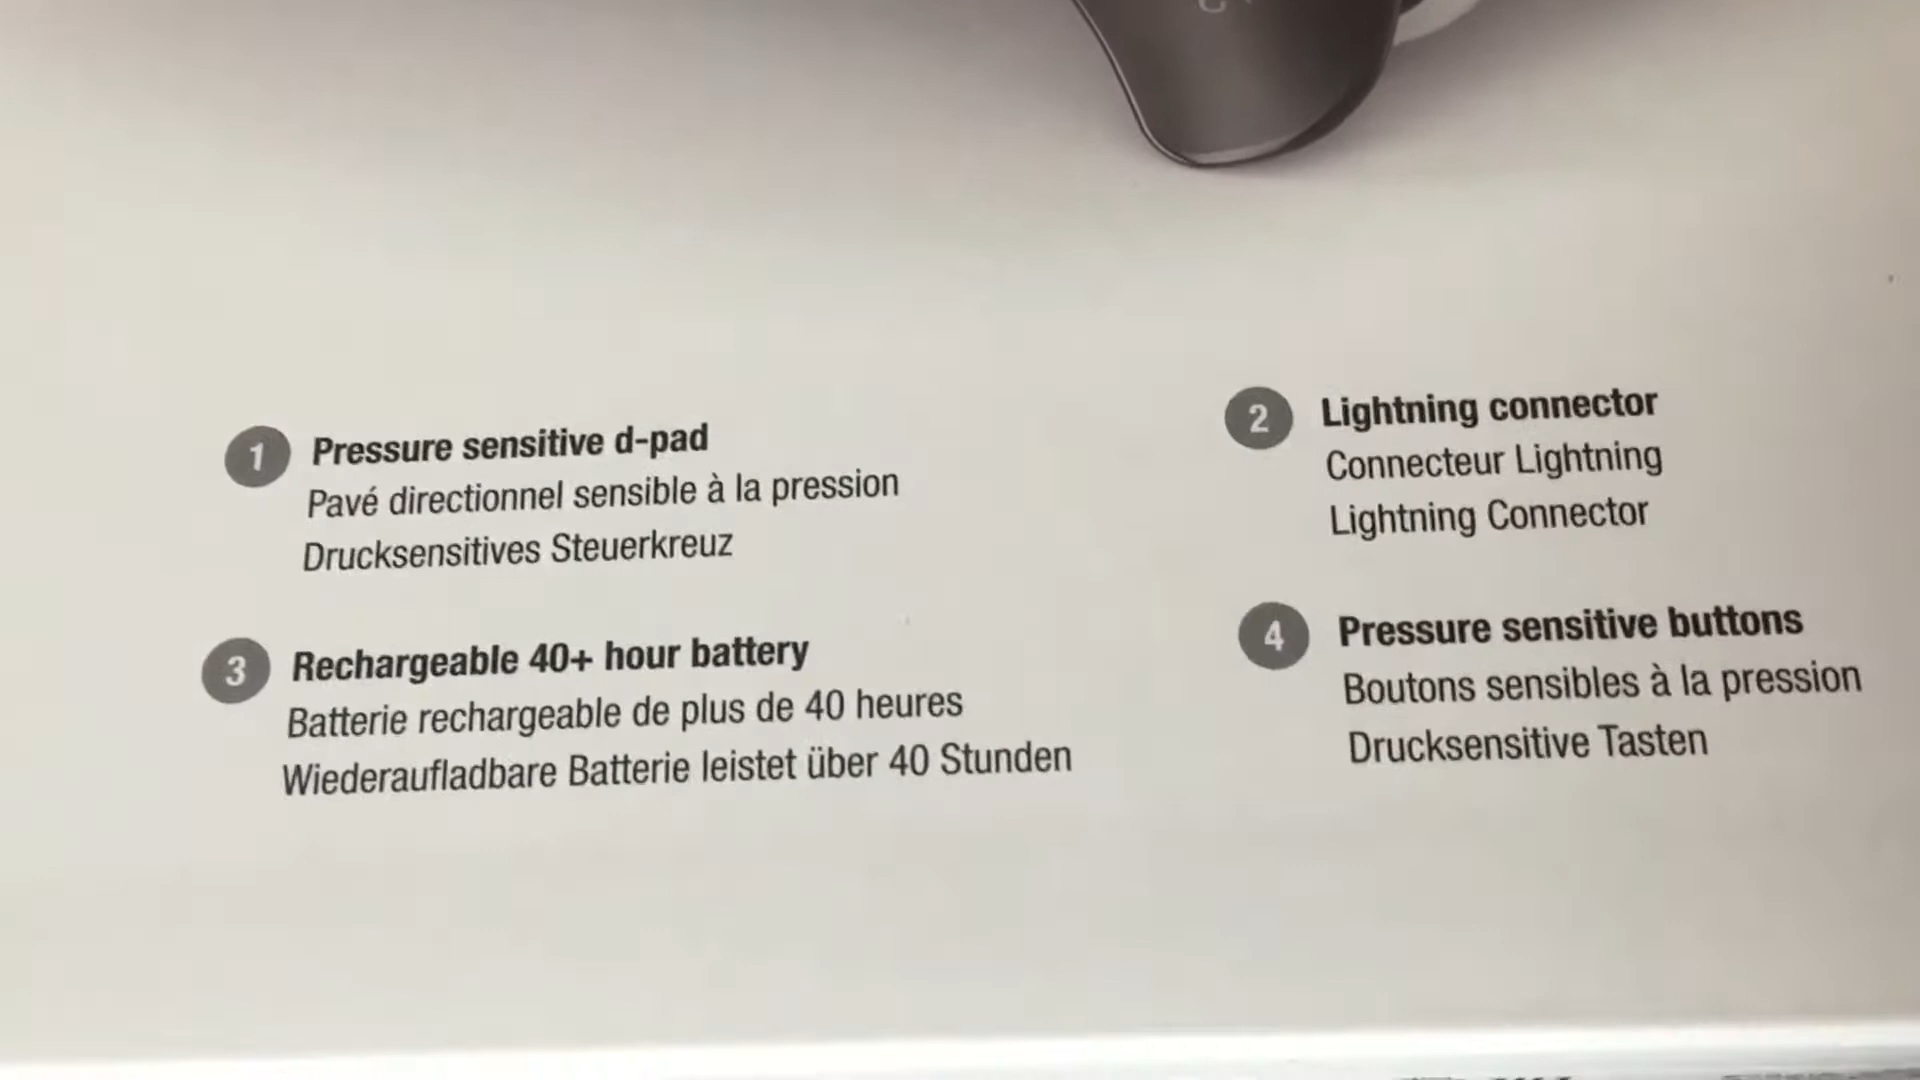 1 Pressure sensitive d-pad
Pavé directionnel sensible à la pression
Drucksensitives Steuerkreuz
2 Lightning connector
Connecteur Lightning
Lightning Connector
3 Rechargeable 40+ hour battery
Batterie rechargeable de plus de 40 heures
Wiederaufladbare Batterie leistet über 40 Stunden
4 Pressure sensitive buttons
Boutons sensibles à la pression
Drucksensitive Tasten